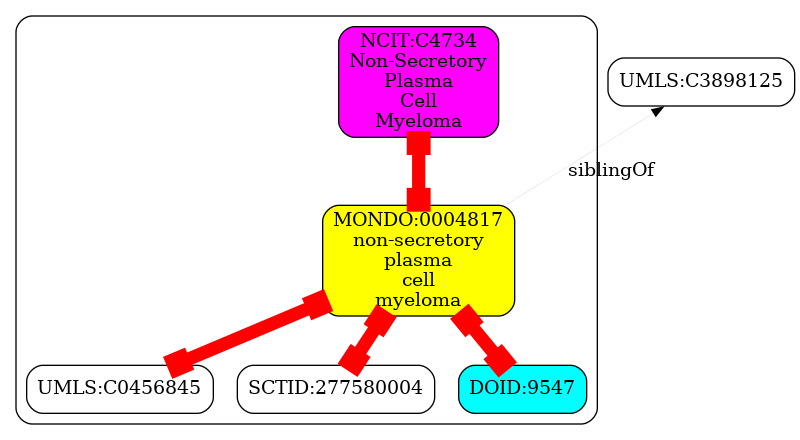 NCIT:C4734
Non-Secretory
Plasma
Cell
Myeloma
UMLS:C3898125
siblingOf
MONDO:0004817
non-secretory
plasma
cell
myeloma
UMLS:C0456845
SCTID:277580004
DOID:9547